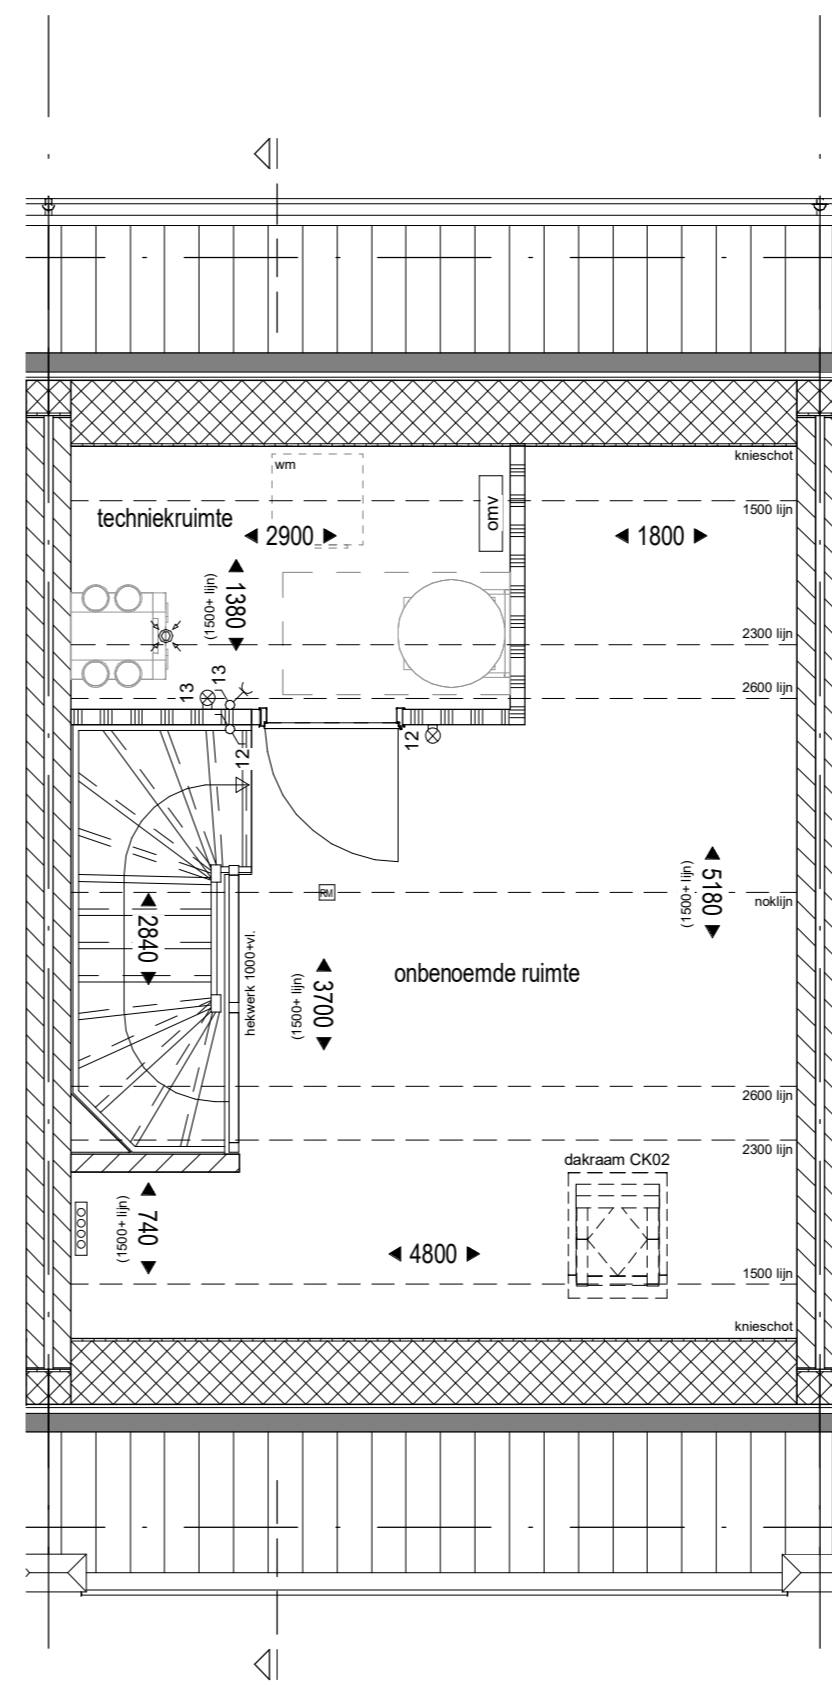 knieschot
wm
1500 lijn
omv
techniekruimte
2900
1800
1380
(1500+ lijn)
2300 lijn
2600 lijn
13
13
12
12
RM
noklijn
5180
(1500+ lijn)
2840
hekwerk 1000+vl.
3700
(1500+ lijn)
onbenoemde ruimte
2600 lijn
2300 lijn
dakraam CK02
740
(1500+ lijn)
4800
1500 lijn
knieschot